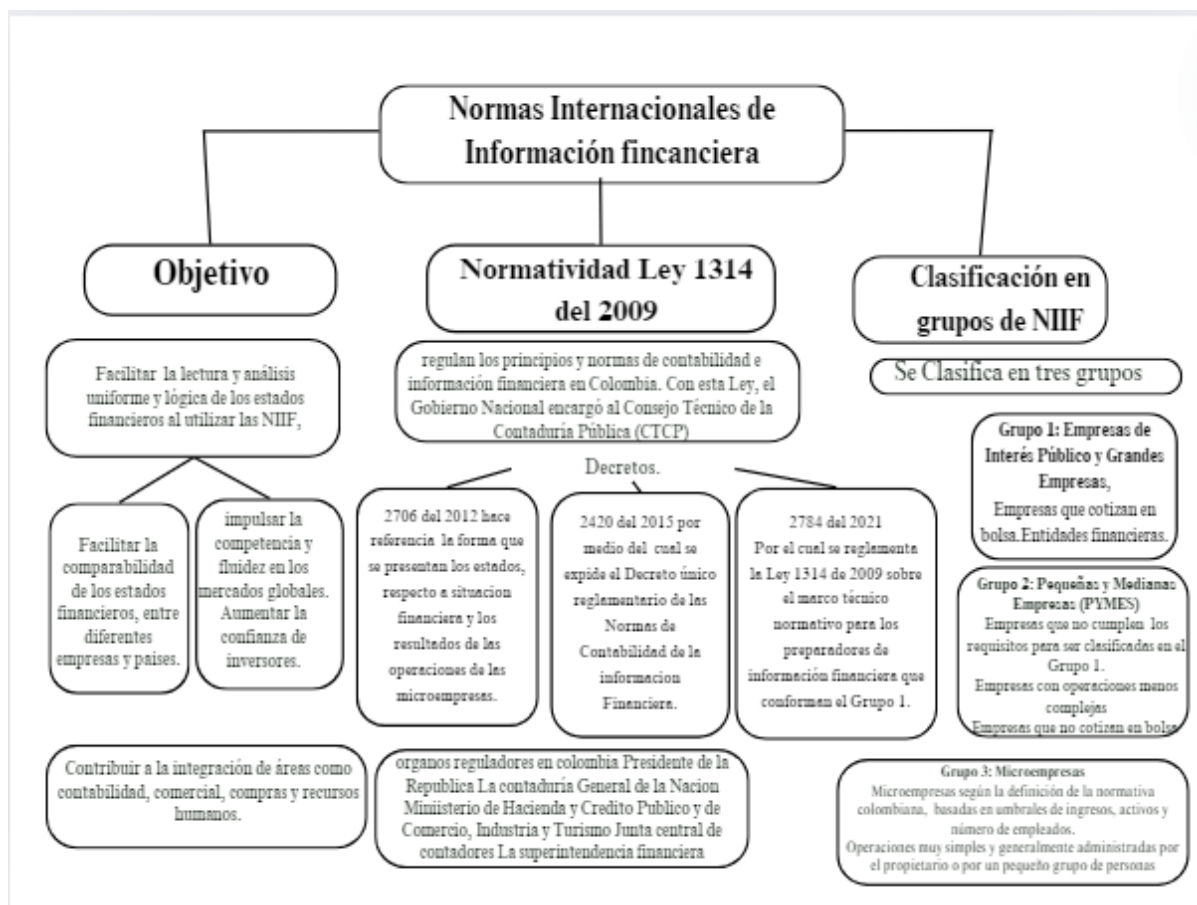 Normas Internacionales de
Información fincanciera
Objetivo
Facilitar la lectura y análisis
uniforme y lógica de los estados
financieros al utilizar las NIIF,
Facilitar la
comparabilidad
de los estados
financieros, entre
diferentes
empresas y paises.
impulsar la
competencia y
fluidez en los
mercados globales.
Aumentar la
confianza de
inversores.
Contribuir a la integración de áreas como
contabilidad, comercial, compras y recursos
humanos.
Normatividad Ley 1314
del 2009
regulan los principios y normas de contabilidad e
información financiera en Colombia. Con esta Ley, el
Gobierno Nacional encargó al Consejo Técnico de la
Contaduría Pública (CTCP)
Decretos.
2706 del 2012 hace
referencia la forma que
se presentan los estados,
respecto a situacion
financiera y los
resultados de las
operaciones de las
microempresas.
2420 del 2015 por
medio del cual se
expide el Decreto único
reglamentario de las
Normas de
Contabilidad de la
informacion
Financiera.
2784 del 2021
Por el cual se reglamenta
la Ley 1314 de 2009 sobre
el marco técnico
normativo para los
preparadores de
información financiera que
conforman el Grupo 1.
organos reguladores en colombia Presidente de la
Republica La contaduría General de la Nacion
Miniisterio de Hacienda y Credito Publico y de
Comercio, Industria y Turismo Junta central de
contadores La superintendencia financiera
Clasificación en
grupos de NIIF
Se Clasifica en tres grupos
Grupo 1: Empresas de
Interés Público y Grandes
Empresas,
Empresas que cotizan en
bolsa.Entidades financieras.
Grupo 2: Pequeñas y Medianas
Empresas (PYMES)
Empresas que no cumplen los
requisitos para ser clasificadas en el
Grupo 1.
Empresas con operaciones menos
complejas
Empresas que no cotizan en bolsa
Grupo 3: Microempresas
Microempresas según la definición de la normativa
colombiana, basadas en umbrales de ingresos, activos y
número de empleados.
Operaciones muy simples y generalmente administradas por
el propietario o por un pequeño grupo de personas